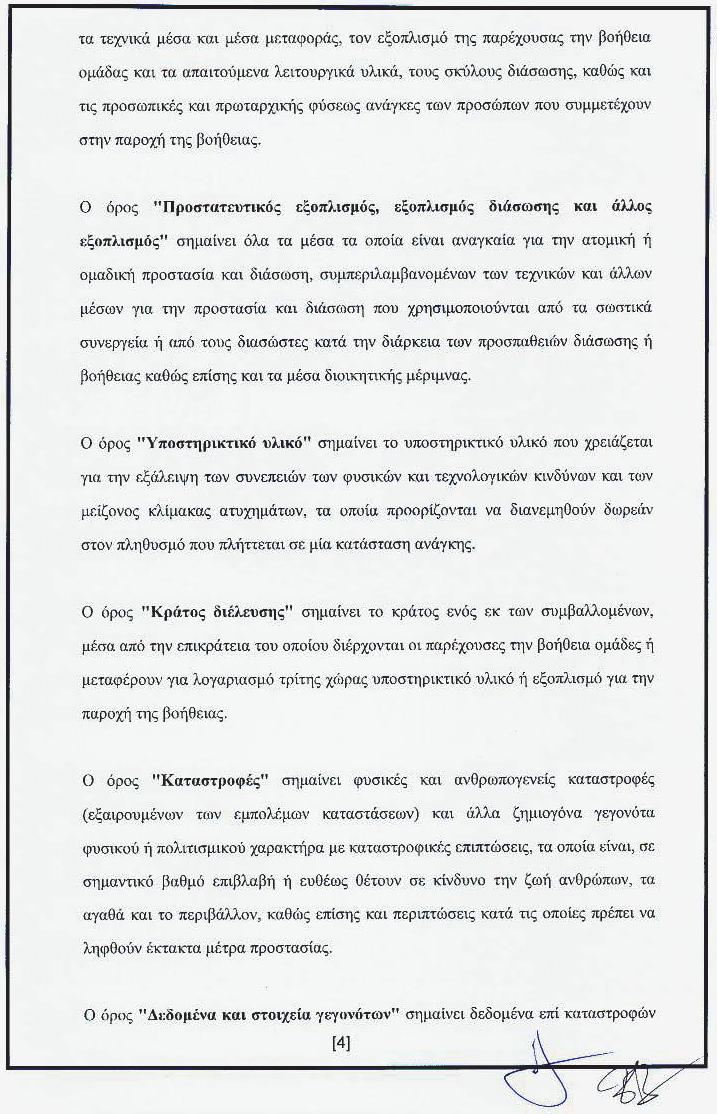 τα τεχνικά μέσα και μέσα μεταφοράς, τον εξοπλισμό της παρέχουσας την βοήθεια
ομάδας και τα απαιτούμενα λειτουργικά υλικά, τους σκύλους διάσωσης, καθώς και
τις προσωπικές και πρωταρχικής φύσεως ανάγκες των προσώπων που συμμετέχουν
στην παροχή της βοήθειας.
Ο όρος "Προστατευτικός εξοπλισμός, εξοπλισμός διάσωσης και άλλος
εξοπλισμός" σημαίνει όλα τα μέσα τα οποία είναι αναγκαία για την ατομική ή
ομαδική προστασία και διάσωση, συμπεριλαμβανομένων των τεχνικών και άλλων
μέσων για την προστασία και διάσωση που χρησιμοποιούνται από τα σωστικά
συνεργεία ή από τους διασώστες κατά την διάρκεια των προσπαθειών διάσωσης ή
βοήθειας καθώς επίσης και τα μέσα διοικητικής μέριμνας.
Ο όρος "Υποστηρικτικό υλικό" σημαίνει το υποστηρικτικό υλικό που χρειάζεται
για την εξάλειψη των συνεπειών των φυσικών και τεχνολογικών κινδύνων και των
μείζονος κλίμακας ατυχημάτων, τα οποία προορίζονται να διανεμηθούν δωρεάν
στον πληθυσμό που πλήττεται σε μία κατάσταση ανάγκης.
Ο όρος "Κράτος διέλευσης" σημαίνει το κράτος ενός εκ των συμβαλλομένων,
μέσα από την επικράτεια του οποίου διέρχονται οι παρέχουσες την βοήθεια ομάδες ή
μεταφέρουν για λογαριασμό τρίτης χώρας υποστηρικτικό υλικό ή εξοπλισμό για την
παροχή της βοήθειας.
Ο όρος "Καταστροφές" σημαίνει φυσικές και ανθρωπογενείς καταστροφές
(εξαιρουμένων των εμπολέμων καταστάσεων) και άλλα ζημιογόνα γεγονότα
φυσικού ή πολιτισμικού χαρακτήρα με καταστροφικές επιπτώσεις, τα οποία είναι, σε
σημαντικό βαθμό επιβλαβή ή ευθέως θέτουν σε κίνδυνο την ζωή ανθρώπων, τα
αγαθά και το περιβάλλον, καθώς επίσης και περιπτώσεις κατά τις οποίες πρέπει να
ληφθούν έκτακτα μέτρα προστασίας.
Ο όρος "Δεδομένα και στοιχεία γεγονότων" σημαίνει δεδομένα επί καταστροφών
[4]